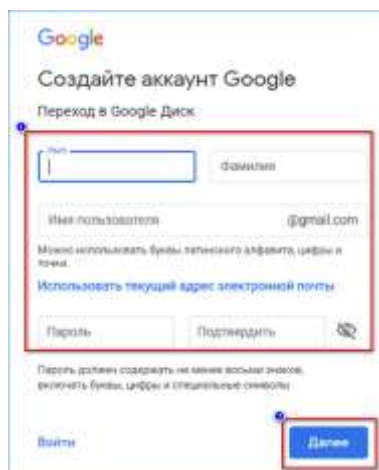 Google
Создайте аккаунт Google
Переход в Google Диск
1
Имя
Фамилия
Имя пользователя @gmail.com
Можно использовать буквы латинского алфавита, цифры и
точки.
Использовать текущий адрес электронной почты
Пароль Подтвердить
Пароль должен содержать не менее восьми знаков,
включать буквы, цифры и специальные символы
2
Войти Далее